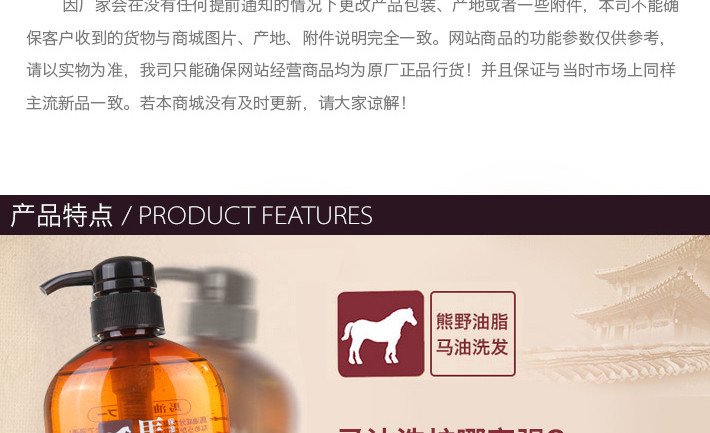 因厂家会在没有任何提前通知的情况下更改产品包装、产地或者一些附件，本司不能确
保客户收到的货物与商城图片、产地、附件说明完全一致。网站商品的功能参数仅供参考，
请以实物为准，我司只能确保网站经营商品均为原厂正品行货！并且保证与当时市场上同样
主流新品一致。若本商城没有及时更新，请大家谅解！
产品特点 / PRODUCT FEATURES
熊野油脂
马油洗发
馬油